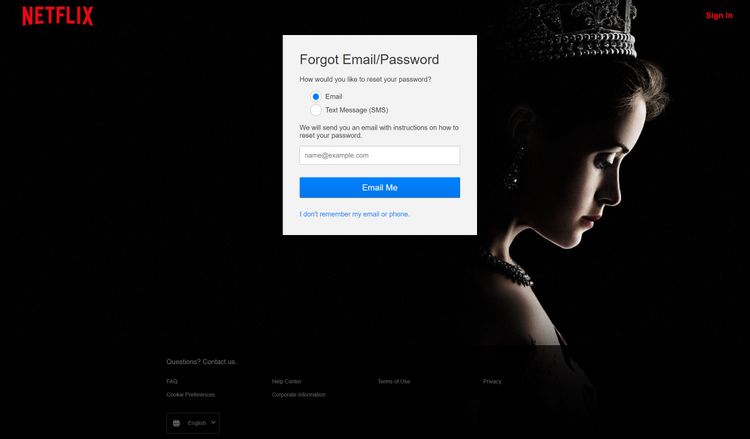 NETFLIX
Sign In
Forgot Email/Password
How would you like to reset your password?
Email
Text Message (SMS)
We will send you an email with instructions on how to
reset your password.
name@example.com
Email Me
I don't remember my email or phone.
Questions? Contact us.
FAQ
Help Center
Terms of Use
Privacy
Cookie Preferences
Corporate Information
English